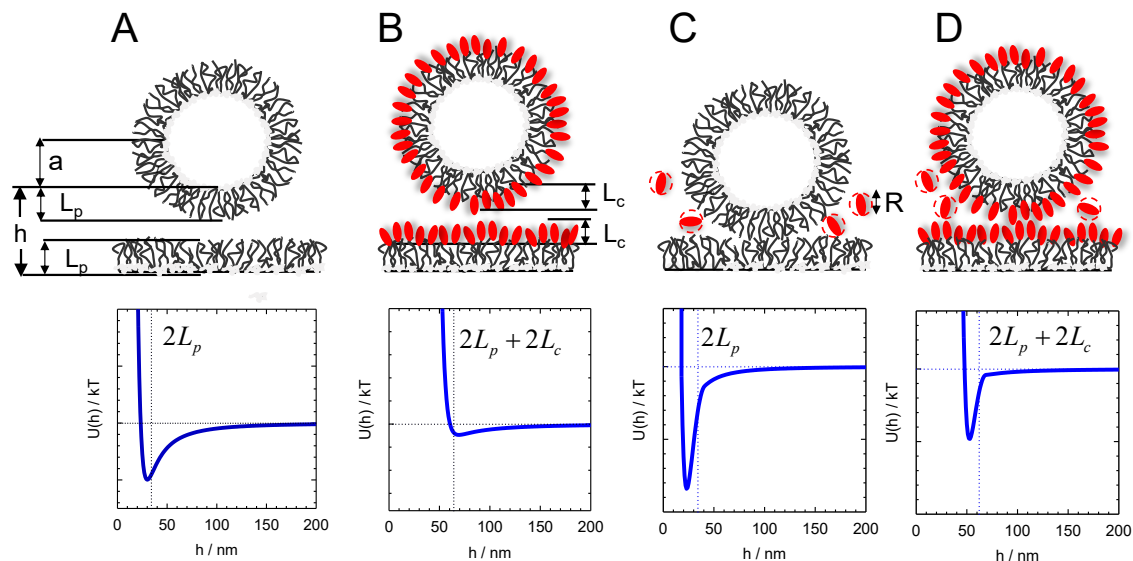 A
B
C
D
a
L_p
h
L_p
L_c
L_c
R
2L_p
U(h) / kT
0 50 100 150 200
h / nm
2L_p + 2L_c
U(h) / kT
0 50 100 150 200
h / nm
2L_p
U(h) / kT
0 50 100 150 200
h / nm
2L_p + 2L_c
U(h) / kT
0 50 100 150 200
h / nm